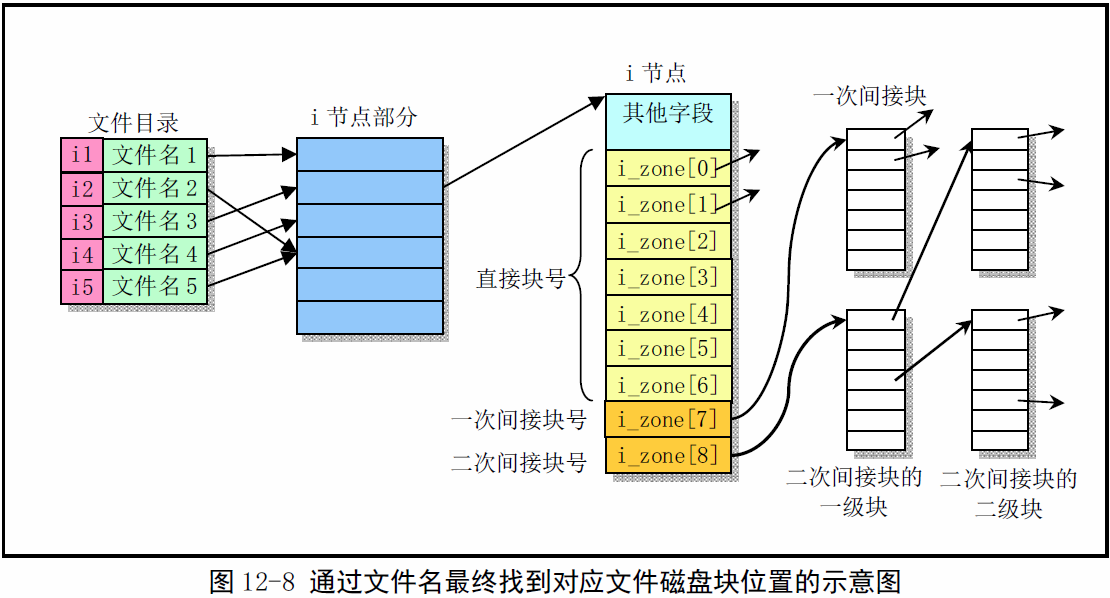 文件目录
i1 文件名1
i2 文件名2
i3 文件名3
i4 文件名4
i5 文件名5
i 节点部分
i 节点
其他字段
i_zone[0]
i_zone[1]
i_zone[2]
i_zone[3]
i_zone[4]
i_zone[5]
i_zone[6]
i_zone[7]
i_zone[8]
直接块号
一次间接块号
二次间接块号
一次间接块
二次间接块的
一级块
二次间接块的
二级块
图 12-8 通过文件名最终找到对应文件磁盘块位置的示意图